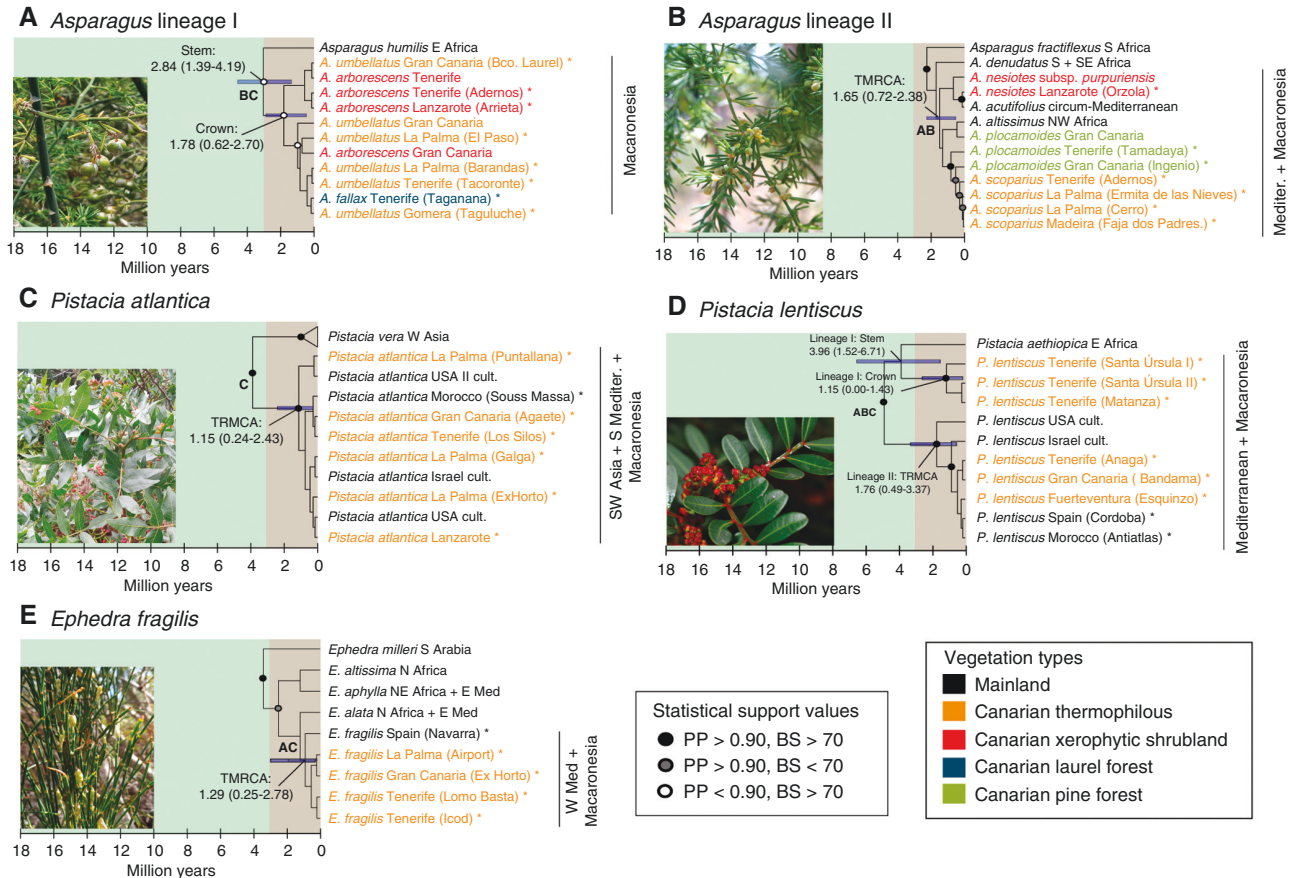 A Asparagus lineage I
Stem:
2.84 (1.39-4.19)
BC
Crown:
1.78 (0.62-2.70)
Asparagus humilis E Africa
A. umbellatus Gran Canaria (Bco. Laurel) *
A. arborescens Tenerife
A. arborescens Tenerife (Adernos) *
A. arborescens Lanzarote (Arrieta) *
A. umbellatus Gran Canaria
A. umbellatus La Palma (El Paso) *
A. arborescens Gran Canaria
A. umbellatus La Palma (Barandas) *
A. umbellatus Tenerife (Tacoronte) *
A. fallax Tenerife (Taganana) *
A. umbellatus Gomera (Taguluche) *
Macaronesia
18 16 14 12 10 8 6 4 2 0
Million years
B Asparagus lineage II
TMRCA:
1.65 (0.72-2.38)
AB
Asparagus fractiflexus S Africa
A. denudatus S + SE Africa
A. nesiotes subsp. purpuriensis
A. nesiotes Lanzarote (Orzola) *
A. acutifolius circum-Mediterranean
A. altissimus NW Africa
A. plocamoides Gran Canaria
A. plocamoides Tenerife (Tamadaya) *
A. plocamoides Gran Canaria (Ingenio) *
A. scoparius Tenerife (Adernos) *
A. scoparius La Palma (Ermita de las Nieves) *
A. scoparius La Palma (Cerro) *
A. scoparius Madeira (Faja dos Padres.) *
Mediter. + Macaronesia
18 16 14 12 10 8 6 4 2 0
Million years
C Pistacia atlantica
C
TRMCA:
1.15 (0.24-2.43)
Pistacia vera W Asia
Pistacia atlantica La Palma (Puntallana) *
Pistacia atlantica USA II cult.
Pistacia atlantica Morocco (Souss Massa) *
Pistacia atlantica Gran Canaria (Agaete) *
Pistacia atlantica Tenerife (Los Silos) *
Pistacia atlantica La Palma (Galga) *
Pistacia atlantica Israel cult.
Pistacia atlantica La Palma (ExHorto) *
Pistacia atlantica USA cult.
Pistacia atlantica Lanzarote *
SW Asia + S Mediter. +
Macaronesia
18 16 14 12 10 8 6 4 2 0
Million years
D Pistacia lentiscus
Lineage I: Stem
3.96 (1.52-6.71)
Lineage I: Crown
1.15 (0.00-1.43)
ABC
Lineage II: TRMCA
1.76 (0.49-3.37)
Pistacia aethiopica E Africa
P. lentiscus Tenerife (Santa Úrsula I) *
P. lentiscus Tenerife (Santa Úrsula II) *
P. lentiscus Tenerife (Matanza) *
P. lentiscus USA cult.
P. lentiscus Israel cult.
P. lentiscus Tenerife (Anaga) *
P. lentiscus Gran Canaria ( Bandama) *
P. lentiscus Fuerteventura (Esquinzo) *
P. lentiscus Spain (Cordoba) *
P. lentiscus Morocco (Antiatlas) *
Mediterranean + Macaronesia
18 16 14 12 10 8 6 4 2 0
Million years
E Ephedra fragilis
AC
TMRCA:
1.29 (0.25-2.78)
Ephedra milleri S Arabia
E. altissima N Africa
E. aphylla NE Africa + E Med
E. alata N Africa + E Med
E. fragilis Spain (Navarra) *
E. fragilis La Palma (Airport) *
E. fragilis Gran Canaria (Ex Horto) *
E. fragilis Tenerife (Lomo Basta) *
E. fragilis Tenerife (Icod) *
W Med +
Macaronesia
18 16 14 12 10 8 6 4 2 0
Million years
Statistical support values
PP > 0.90, BS > 70
PP > 0.90, BS < 70
PP < 0.90, BS > 70
Vegetation types
Mainland
Canarian thermophilous
Canarian xerophytic shrubland
Canarian laurel forest
Canarian pine forest